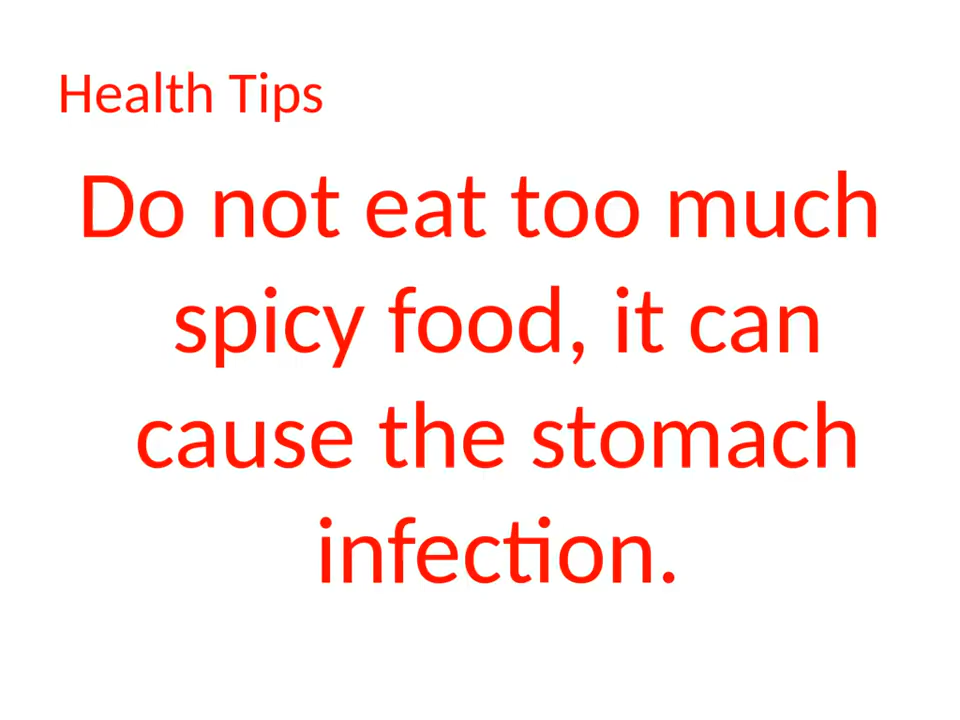 Health Tips
Do not eat too much
spicy food, it can
cause the stomach
infection.